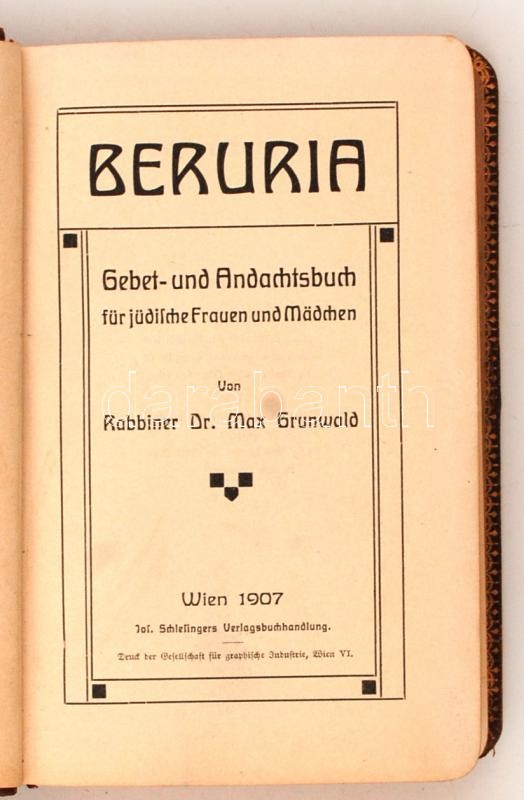 BERURIA
Gebet- und Andachtsbuch
für jüdiſche Frauen und Mädchen
Von
darabanth
Rabbiner Dr. Max Grunwald
Wien 1907
Joſ. Schleſingers Verlagsbuchhandlung.
Druck der Geſellſchaft für graphiſche Induſtrie, Wien VI.